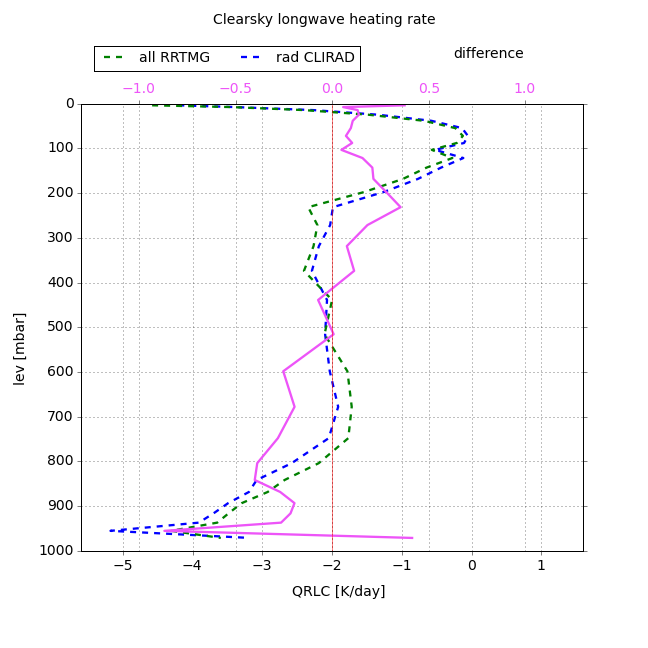 Clearsky longwave heating rate
all RRTMG rad CLIRAD difference
−1.0 −0.5 0.0 0.5 1.0
0
100
200
300
400
500
600
700
800
900
1000
lev [mbar]
−5 −4 −3 −2 −1 0 1
QRLC [K/day]